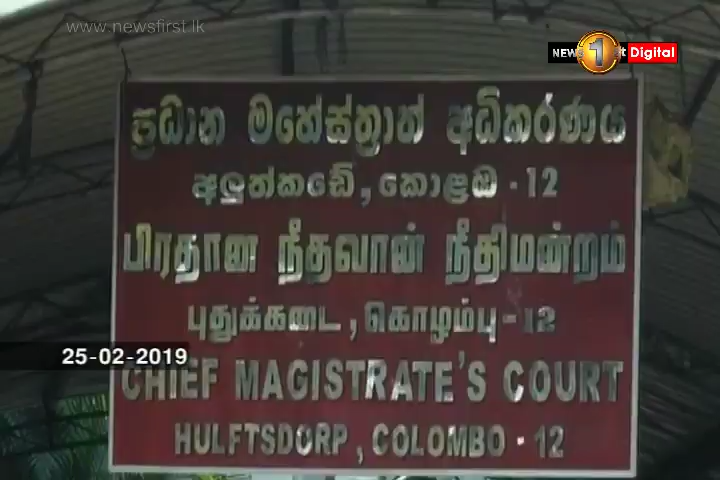 www.newsfirst.lk
NEWS 1st Digital
ප්‍රධාන මහේස්ත්‍රාත් අධිකරණය
අලුත්කඩේ, කොළඹ - 12
பிரதான நீதவான் நீதிமன்றம்
புதுக்கடை, கொழம்பு - 12
25-02-2019
CHIEF MAGISTRATE'S COURT
HULFTSDORP, COLOMBO - 12